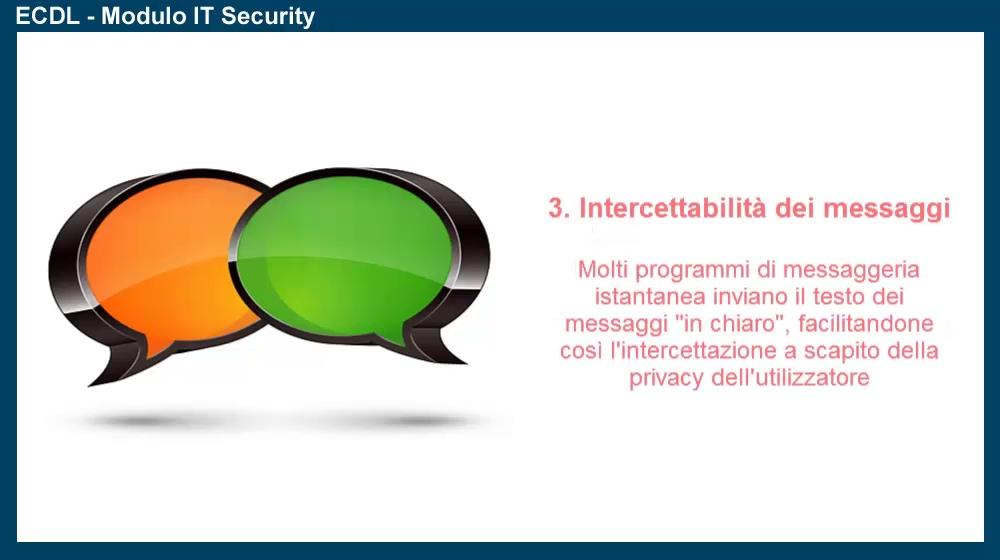 ECDL - Modulo IT Security
3. Intercettabilità dei messaggi
Molti programmi di messaggeria
istantanea inviano il testo dei
messaggi "in chiaro", facilitandone
così l'intercettazione a scapito della
privacy dell'utilizzatore